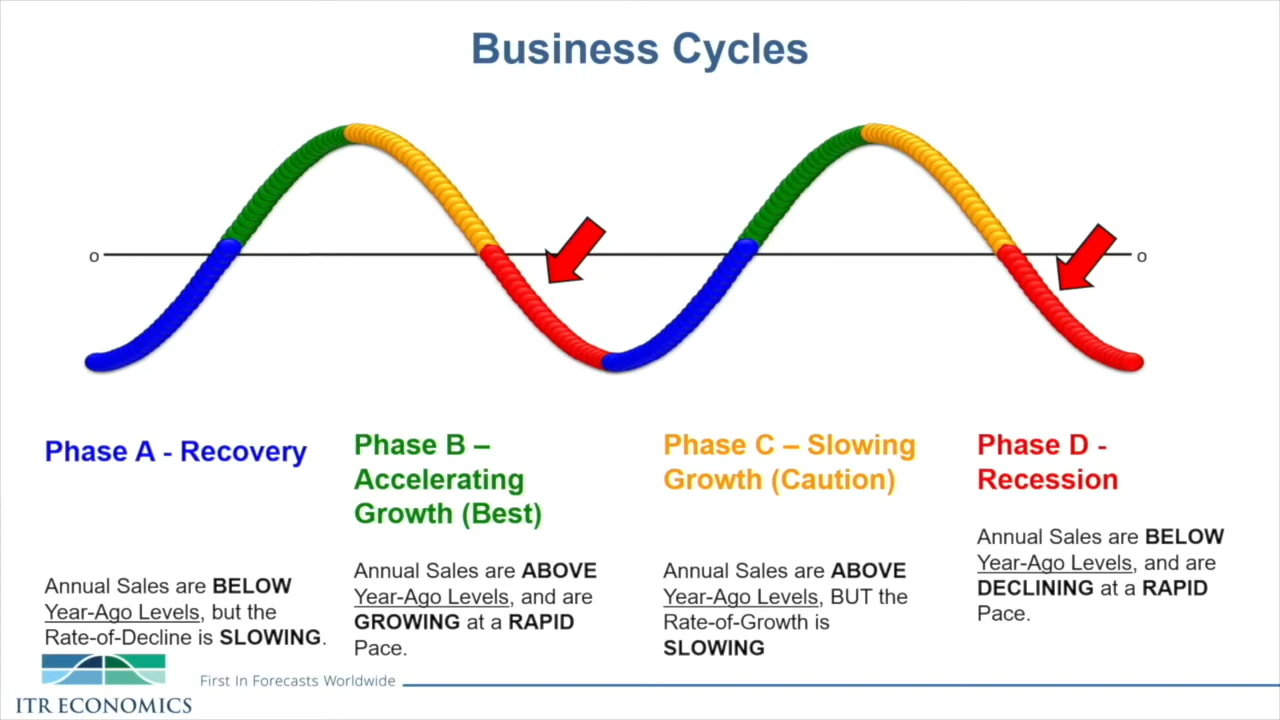 Business Cycles
o
o
Phase A - Recovery
Annual Sales are BELOW
Year-Ago Levels, but the
Rate-of-Decline is SLOWING.
Phase B –
Accelerating
Growth (Best)
Annual Sales are ABOVE
Year-Ago Levels, and are
GROWING at a RAPID
Pace.
Phase C – Slowing
Growth (Caution)
Annual Sales are ABOVE
Year-Ago Levels, BUT the
Rate-of-Growth is
SLOWING
Phase D -
Recession
Annual Sales are BELOW
Year-Ago Levels, and are
DECLINING at a RAPID
Pace.
First In Forecasts Worldwide
ITR ECONOMICS